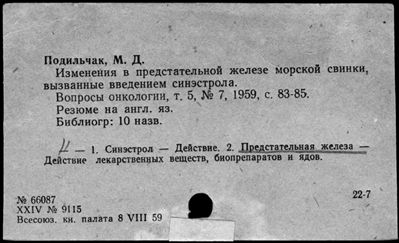 Подильчак, М. Д.
Изменения в предстательной железе морской свинки,
вызванные введением синэстрола.
Вопросы онкологии, т. 5, № 7, 1959, с. 83-85.
Резюме на англ. яз.
Библиогр: 10 назв.
— 1. Синэстрол — Действие. 2. Предстательная железа —
Действие лекарственных веществ, биопрепаратов и ядов.
№ 66087
22-7
XXIV № 9115
Всесоюз. кн. палата 8 VIII 59